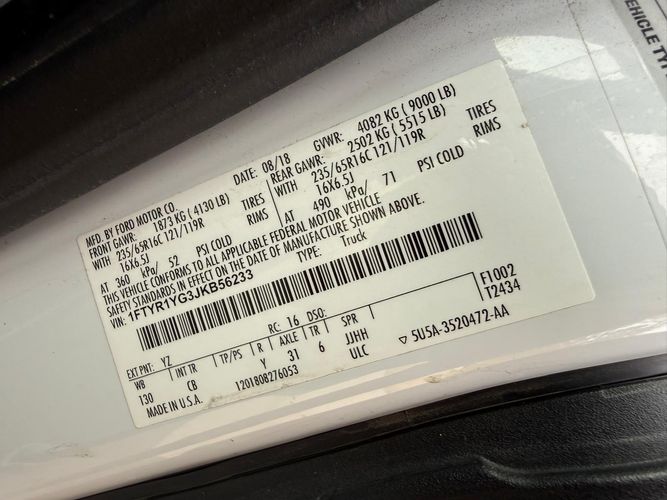 VEHICLE TYP
MFD. BY FORD MOTOR CO. DATE: 08/18 GVWR: 4082 KG ( 9000 LB)
FRONT GAWR: 1873 KG ( 4130 LB) REAR GAWR: 2502 KG ( 5515 LB)
WITH 235/65R16C 121/119R TIRES WITH 235/65R16C 121/119R TIRES
16X6.5J RIMS 16X6.5J RIMS
AT 360 kPa/ 52 PSI COLD AT 490 kPa/ 71 PSI COLD
THIS VEHICLE CONFORMS TO ALL APPLICABLE FEDERAL MOTOR VEHICLE
SAFETY STANDARDS IN EFFECT ON THE DATE OF MANUFACTURE SHOWN ABOVE.
VIN: 1FTYR1YG3JKB56233 TYPE: Truck
F1002
T2434
EXT PNT: YZ RC: 16 DSO:
WB INT TR TP/PS R AXLE TR SPR
130 CB Y 31 6 JJHH
ULC
▽ 5U5A-3520472-AA
MADE IN U.S.A. 1201808276053